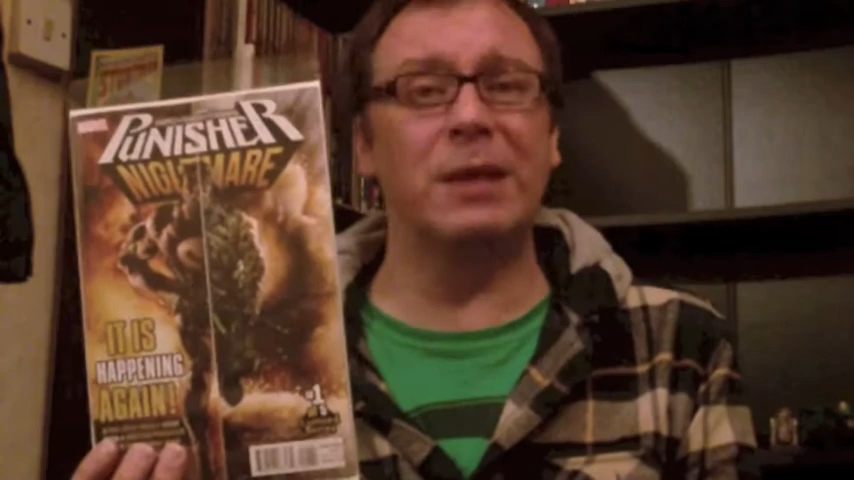 MARVEL
PUNISHER
NIGHTMARE
IT IS
HAPPENING
AGAIN!
#1